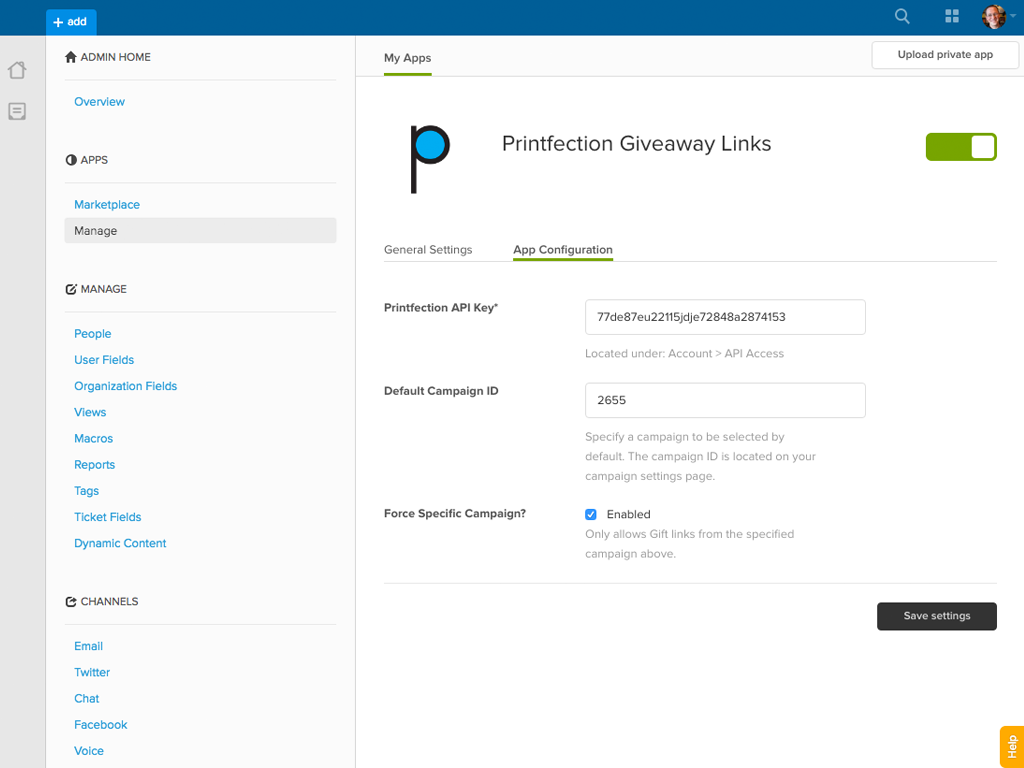 + add
ADMIN HOME
Overview
APPS
Marketplace
Manage
MANAGE
People
User Fields
Organization Fields
Views
Macros
Reports
Tags
Ticket Fields
Dynamic Content
CHANNELS
Email
Twitter
Chat
Facebook
Voice
My Apps
Upload private app
Printfection Giveaway Links
General Settings
App Configuration
Printfection API Key*
77de87eu22115jdje72848a2874153
Located under: Account > API Access
Default Campaign ID
2655
Specify a campaign to be selected by
default. The campaign ID is located on your
campaign settings page.
Force Specific Campaign?
Enabled
Only allows Gift links from the specified
campaign above.
Save settings
Help